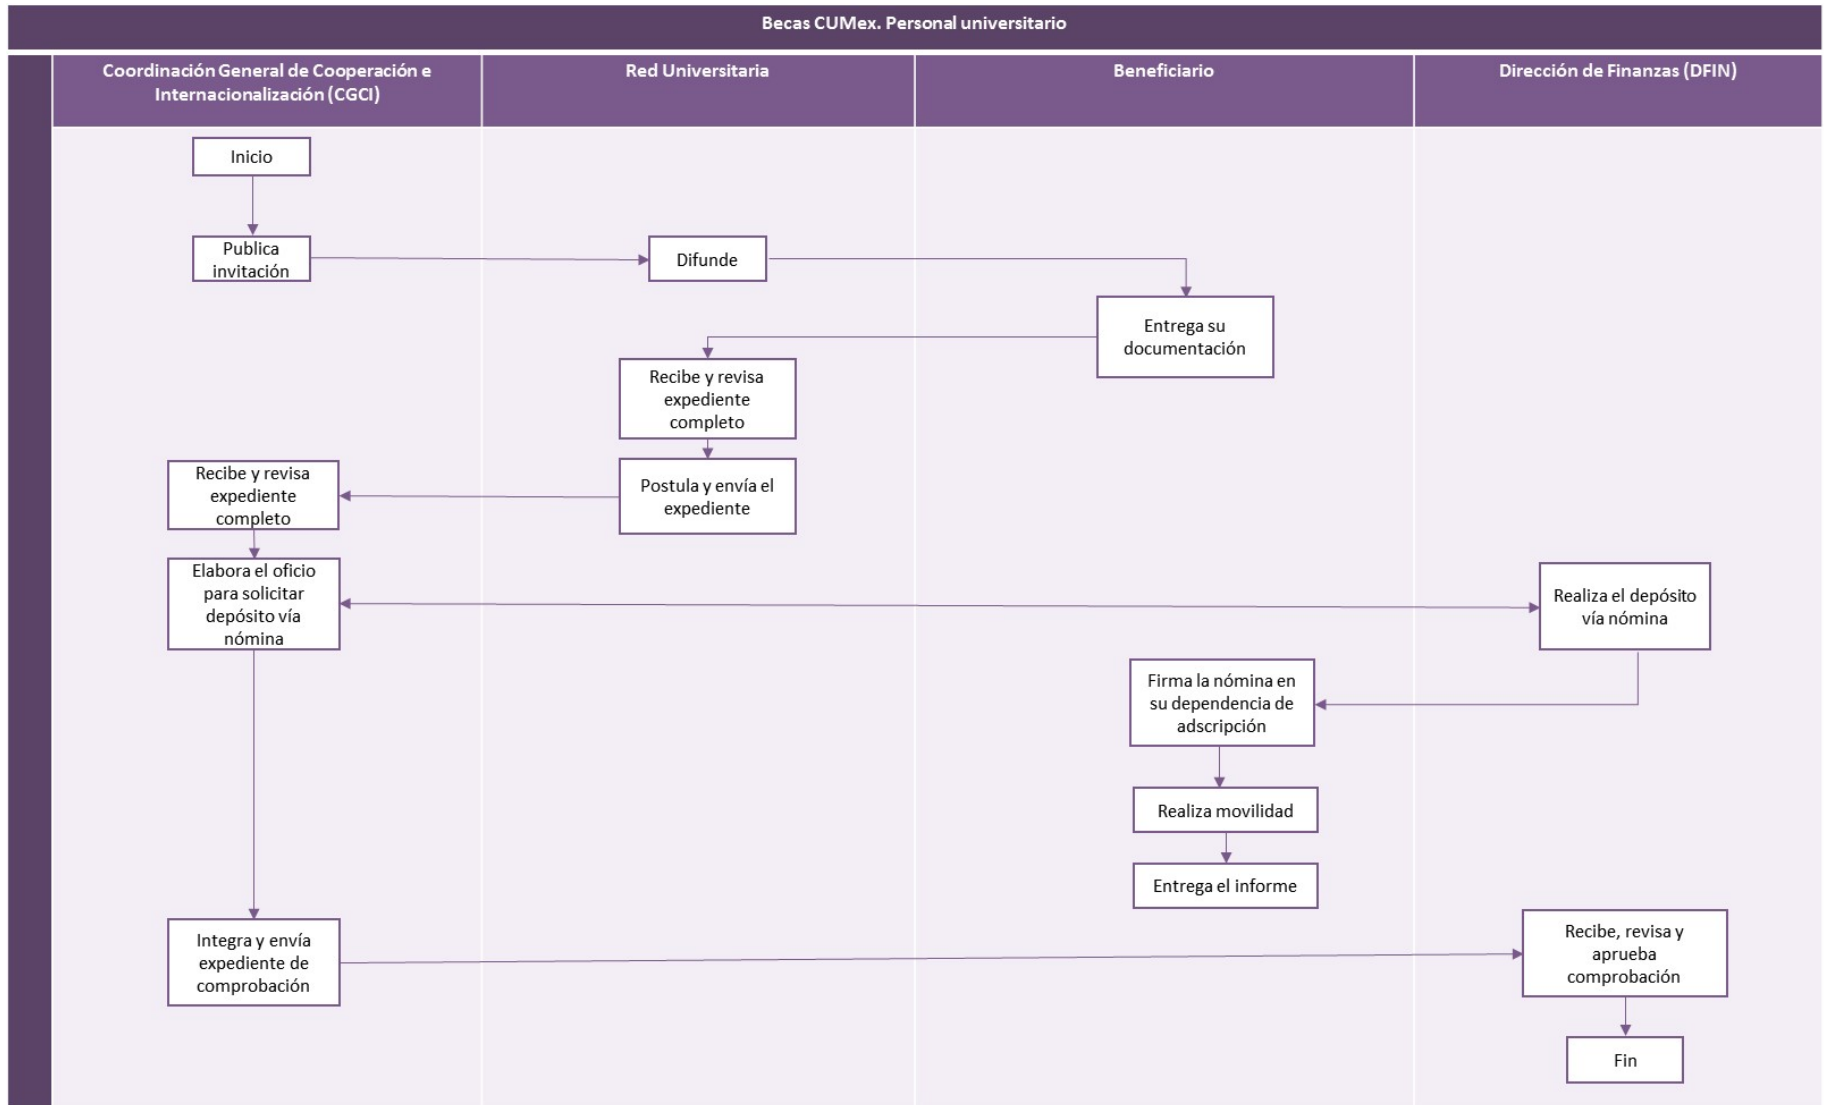 Becas CUMex. Personal universitario
Coordinación General de Cooperación e
Internacionalización (CGCI)
Red Universitaria
Beneficiario
Dirección de Finanzas (DFIN)
Inicio
Publica
invitación
Difunde
Entrega su
documentación
Recibe y revisa
expediente
completo
Postula y envía el
expediente
Recibe y revisa
expediente
completo
Elabora el oficio
para solicitar
depósito vía
nómina
Realiza el depósito
vía nómina
Firma la nómina en
su dependencia de
adscripción
Realiza movilidad
Entrega el informe
Integra y envía
expediente de
comprobación
Recibe, revisa y
aprueba
comprobación
Fin